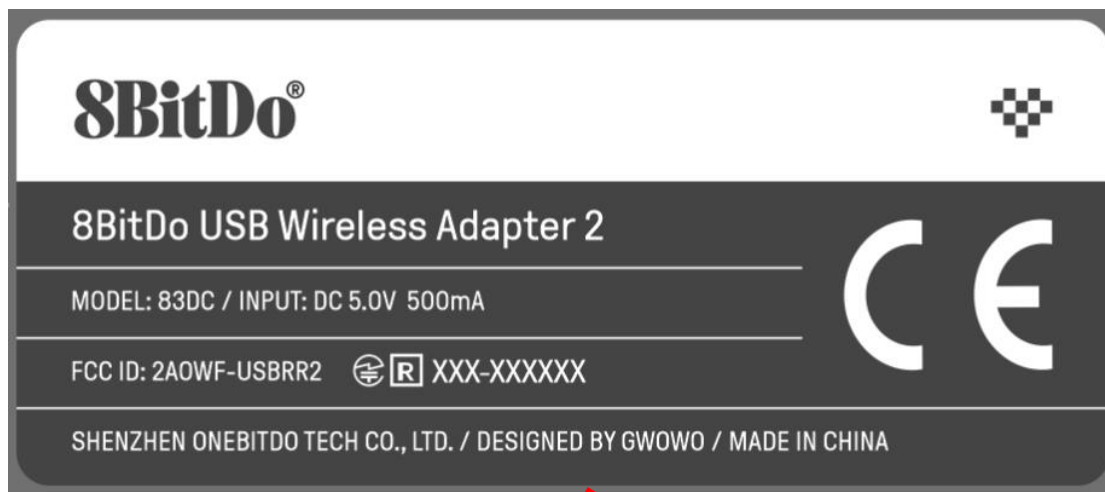 8BitDo®
8BitDo USB Wireless Adapter 2
MODEL: 83DC / INPUT: DC 5.0V 500mA
FCC ID: 2AOWF-USBRR2 R XXX-XXXXXX
SHENZHEN ONEBITDO TECH CO., LTD. / DESIGNED BY GWOWO / MADE IN CHINA
CE